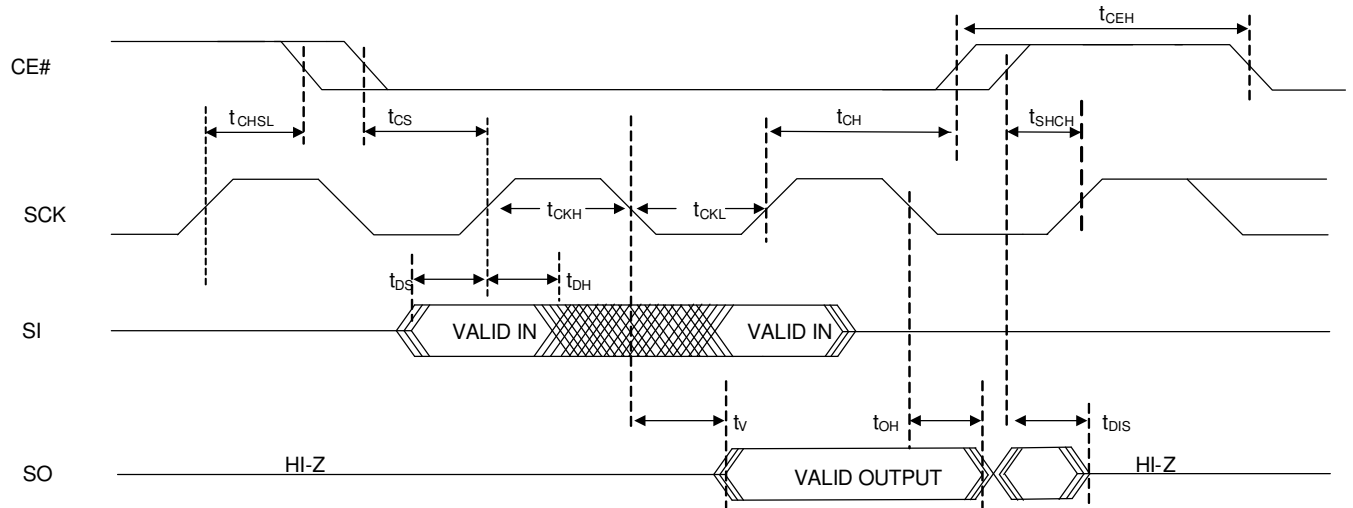 tCEH
CE#
tCHSL
tCS
tCH
tSHCH
SCK
tCKH
tCKL
tDS
tDH
SI
VALID IN
VALID IN
tV
tOH
tDIS
SO
HI-Z
VALID OUTPUT
HI-Z